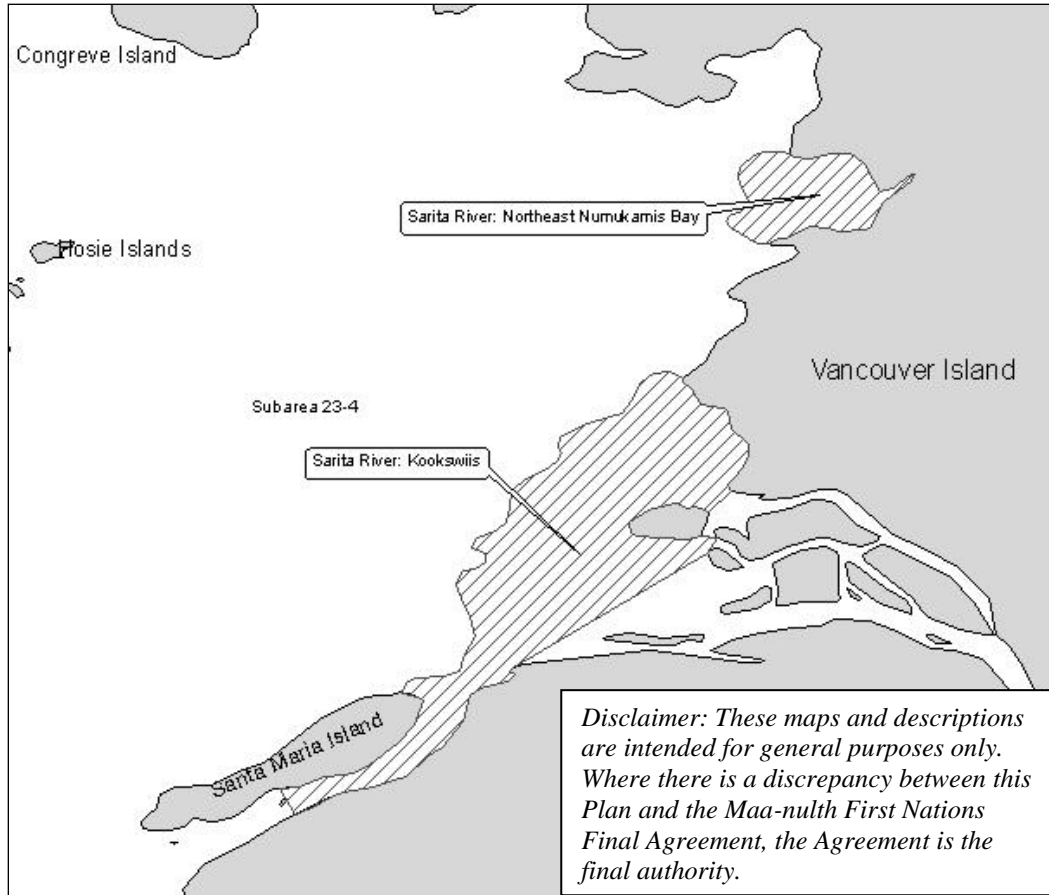 Congreve Island
Sarita River: Northeast Numukamis Bay
Hosie Islands
Vancouver Island
Subarea 23-4
Sarita River: Kookswiis
Santa Maria Island
Disclaimer: These maps and descriptions
are intended for general purposes only.
Where there is a discrepancy between this
Plan and the Maa-nulth First Nations
Final Agreement, the Agreement is the
final authority.